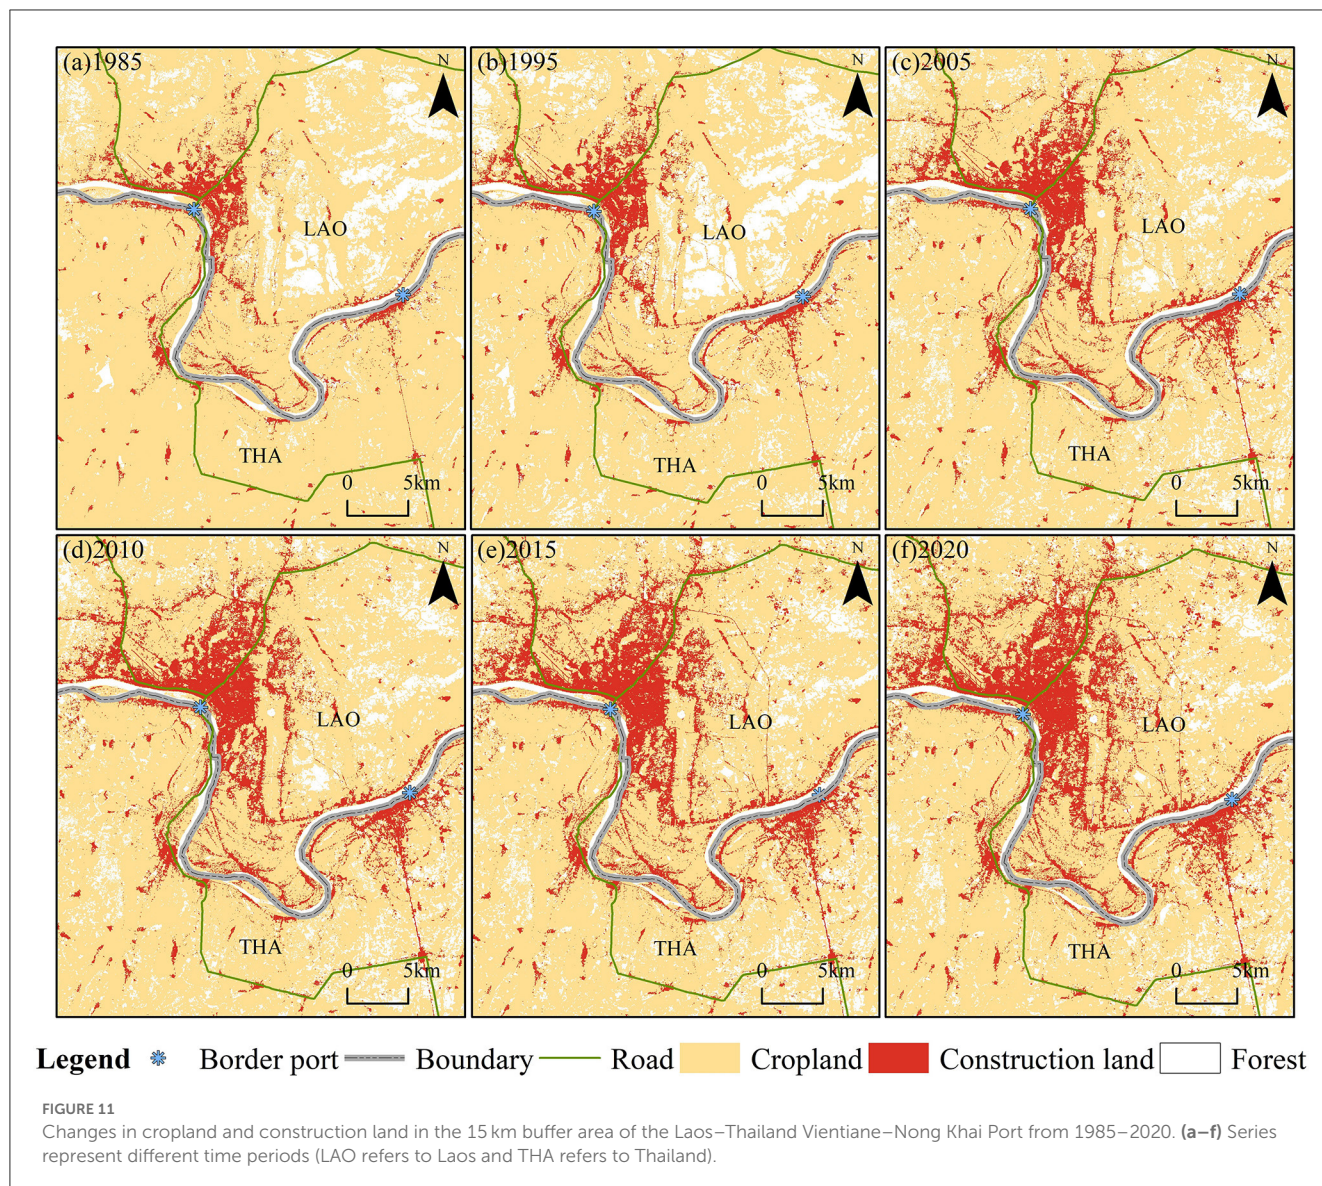 (a)1985
N
LAO
THA
0 5km
(b)1995
N
LAO
THA
0 5km
(c)2005
N
LAO
THA
0 5km
(d)2010
N
LAO
THA
0 5km
(e)2015
N
LAO
THA
0 5km
(f)2020
N
LAO
THA
0 5km
Legend Border port Boundary Road Cropland Construction land Forest
FIGURE 11
Changes in cropland and construction land in the 15 km buffer area of the Laos–Thailand Vientiane–Nong Khai Port from 1985–2020. (a–f) Series
represent different time periods (LAO refers to Laos and THA refers to Thailand).